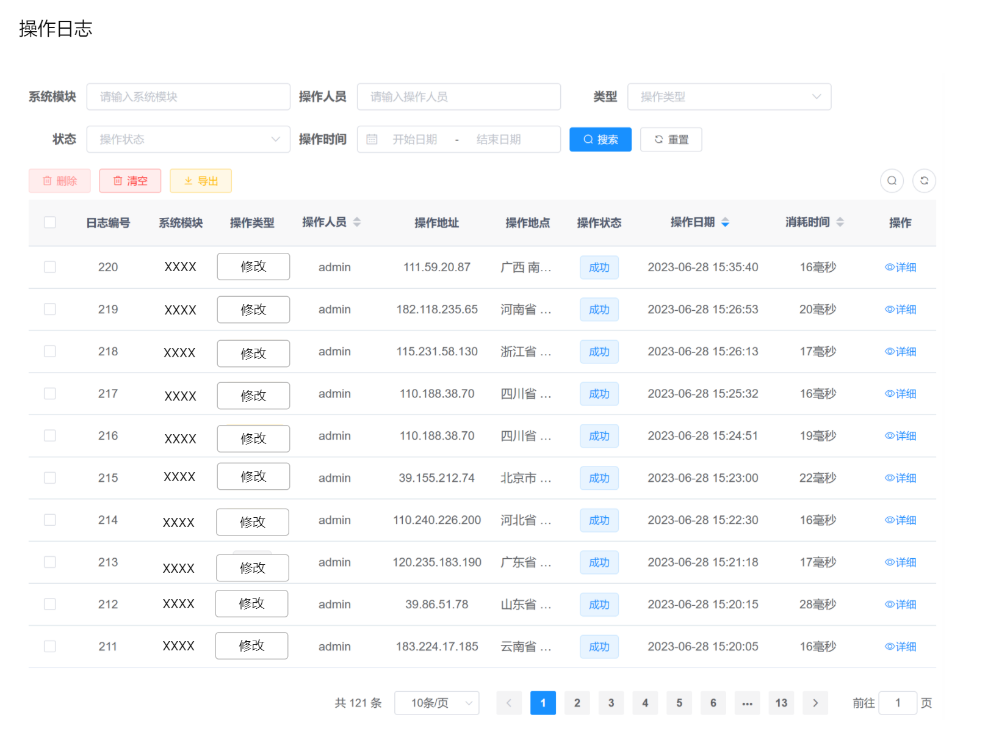 操作日志
系统模块 请输入系统模块 操作人员 请输入操作人员 类型 操作类型
状态 操作状态 操作时间 开始日期 - 结束日期 搜索 重置
删除 清空 导出
日志编号 系统模块 操作类型 操作人员 操作地址 操作地点 操作状态 操作日期 消耗时间 操作
220 XXXX 修改 admin 111.59.20.87 广西 南... 成功 2023-06-28 15:35:40 16毫秒 详细
219 XXXX 修改 admin 182.118.235.65 河南省 ... 成功 2023-06-28 15:26:53 20毫秒 详细
218 XXXX 修改 admin 115.231.58.130 浙江省 ... 成功 2023-06-28 15:26:13 17毫秒 详细
217 XXXX 修改 admin 110.188.38.70 四川省 ... 成功 2023-06-28 15:25:32 16毫秒 详细
216 XXXX 修改 admin 110.188.38.70 四川省 ... 成功 2023-06-28 15:24:51 19毫秒 详细
215 XXXX 修改 admin 39.155.212.74 北京市 ... 成功 2023-06-28 15:23:00 22毫秒 详细
214 XXXX 修改 admin 110.240.226.200 河北省 ... 成功 2023-06-28 15:22:30 16毫秒 详细
213 XXXX 修改 admin 120.235.183.190 广东省 ... 成功 2023-06-28 15:21:18 17毫秒 详细
212 XXXX 修改 admin 39.86.51.78 山东省 ... 成功 2023-06-28 15:20:15 28毫秒 详细
211 XXXX 修改 admin 183.224.17.185 云南省 ... 成功 2023-06-28 15:20:05 16毫秒 详细
共 121 条 10条/页 1 2 3 4 5 6 ... 13 前往 1 页